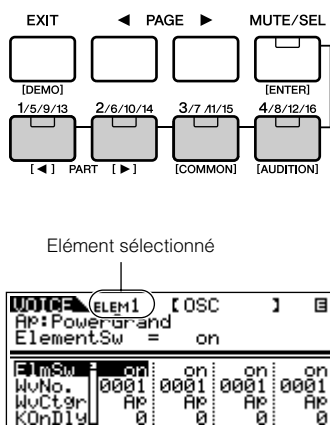 EXIT ◄ PAGE ► MUTE/SEL
[DEMO] [ENTER]
1/5/9/13 2/6/10/14 3/7/11/15 4/8/12/16
[◄] PART [►] [COMMON] [AUDITION]
Elément sélectionné
VOICE ELEM1 [OSC ] E
AP:PowerGrand
ElementSw = on
ElmSw on on on on
WvNo. 0001 0001 0001 0001
WvCtgr AP AP AP AP
KOnDly 0 0 0 0